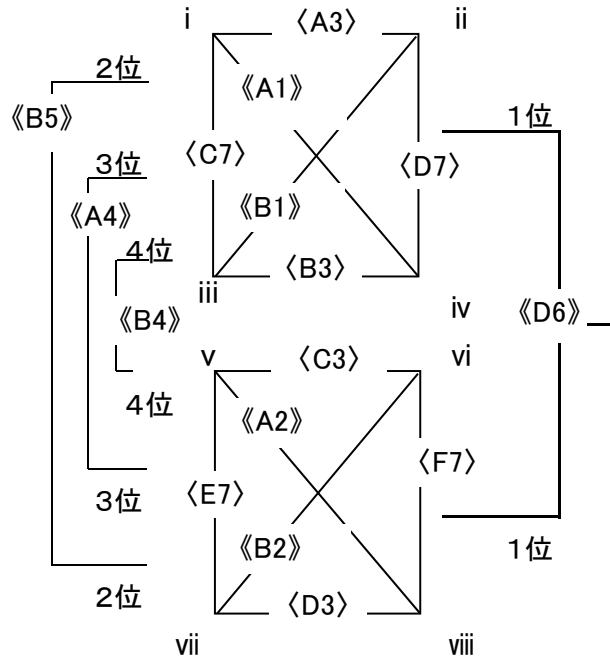 ⅰ 〈A3〉 ⅱ
2位 《A1》 1位
《B5》
3位 〈C7〉 〈D7〉
《A4》 《B1》
4位 〈B3〉
ⅲ ⅳ 《D6》
《B4》
ⅴ 〈C3〉 ⅵ
4位 《A2》
〈F7〉
3位 〈E7〉
《B2》 1位
2位 〈D3〉
ⅶ ⅷ